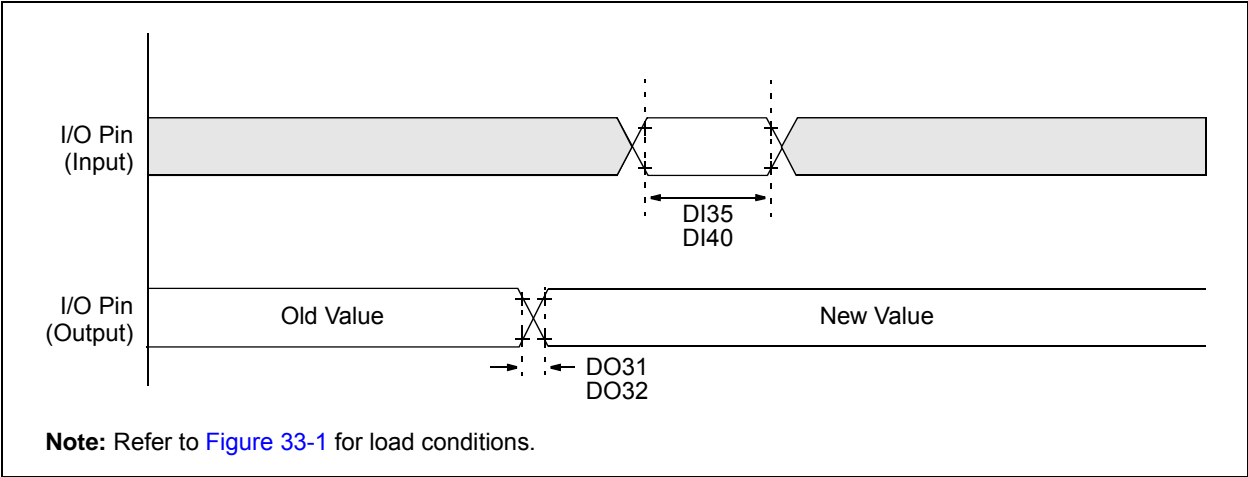 I/O Pin
(Input)
DI35
DI40
I/O Pin
(Output)
Old Value
New Value
DO31
DO32
Note: Refer to Figure 33-1 for load conditions.